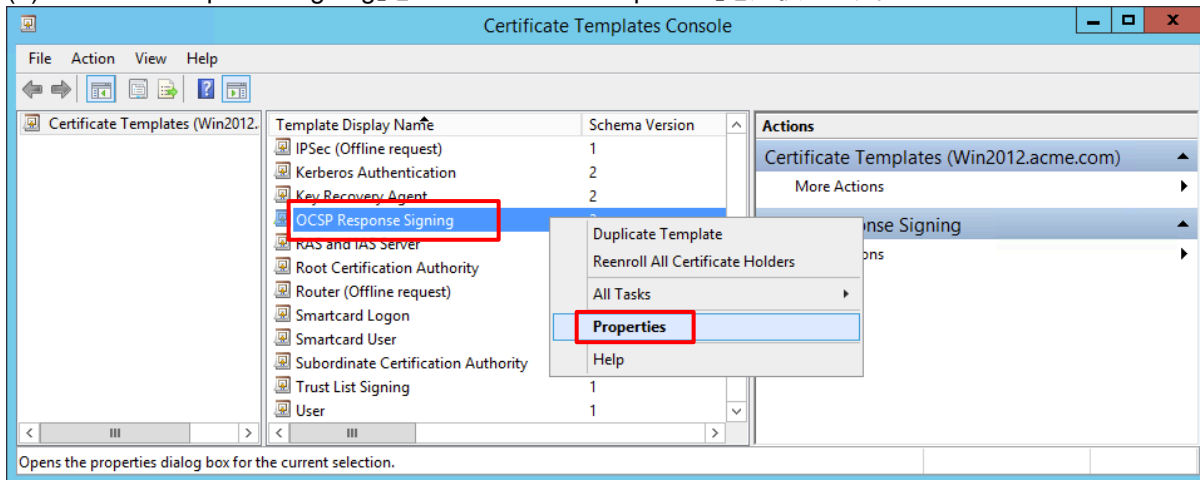 Certificate Templates Console
File Action View Help
Certificate Templates (Win2012.
Template Display Name Schema Version
IPSec (Offline request) 1
Kerberos Authentication 2
Key Recovery Agent 2
OCSP Response Signing
RAS and IAS Server
Root Certification Authority
Router (Offline request)
Smartcard Logon
Smartcard User
Subordinate Certification Authority
Trust List Signing 1
User 1
Duplicate Template
Reenroll All Certificate Holders
All Tasks
Properties
Help
Actions
Certificate Templates (Win2012.acme.com)
More Actions
nse Signing
ons
Opens the properties dialog box for the current selection.